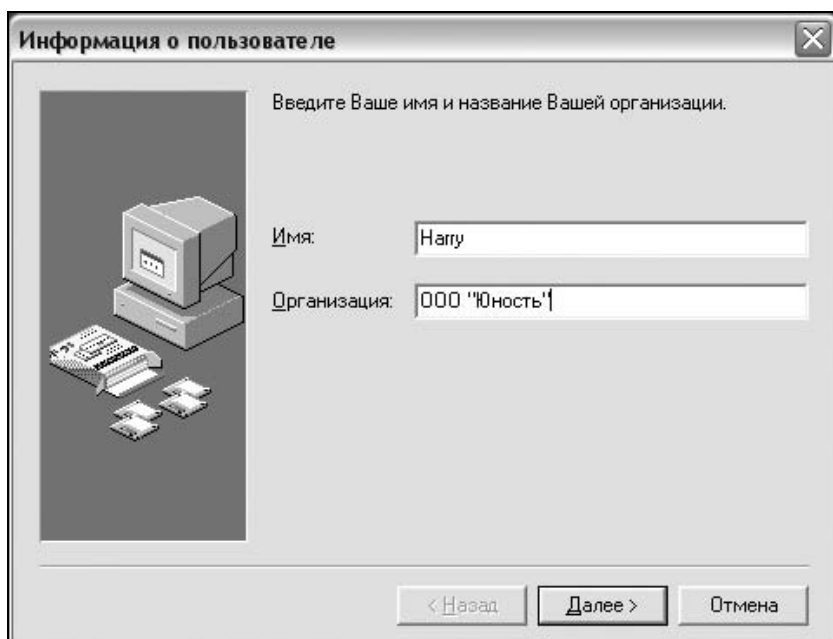 Информация о пользователе
Введите Ваше имя и название Вашей организации.
Имя: Harry
Организация: ООО "Юность"
< Назад Далее > Отмена